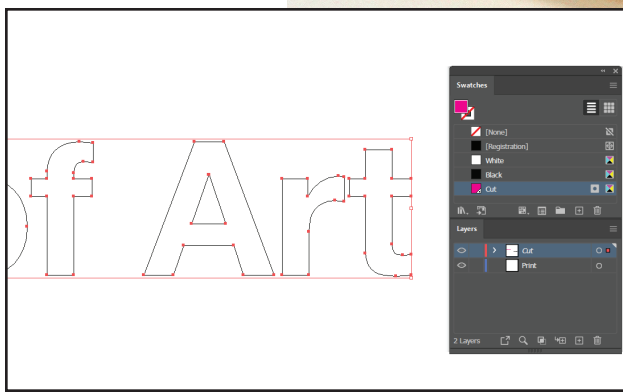 of Art
Swatches
[None]
[Registration]
White
Black
Cut
Layers
Cut
Print
2 Layers